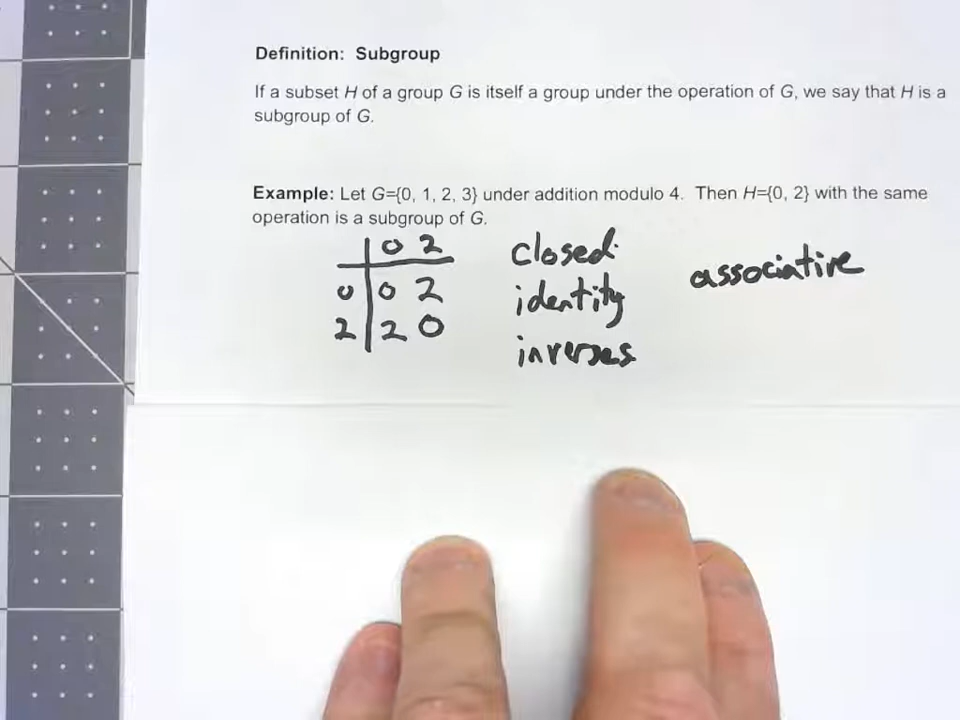 Definition: Subgroup
If a subset H of a group G is itself a group under the operation of G, we say that H is a
subgroup of G.
Example: Let G={0, 1, 2, 3} under addition modulo 4. Then H={0, 2} with the same
operation is a subgroup of G.
0 2
0 0 2
2 2 0
closed
identity
inverses
associative